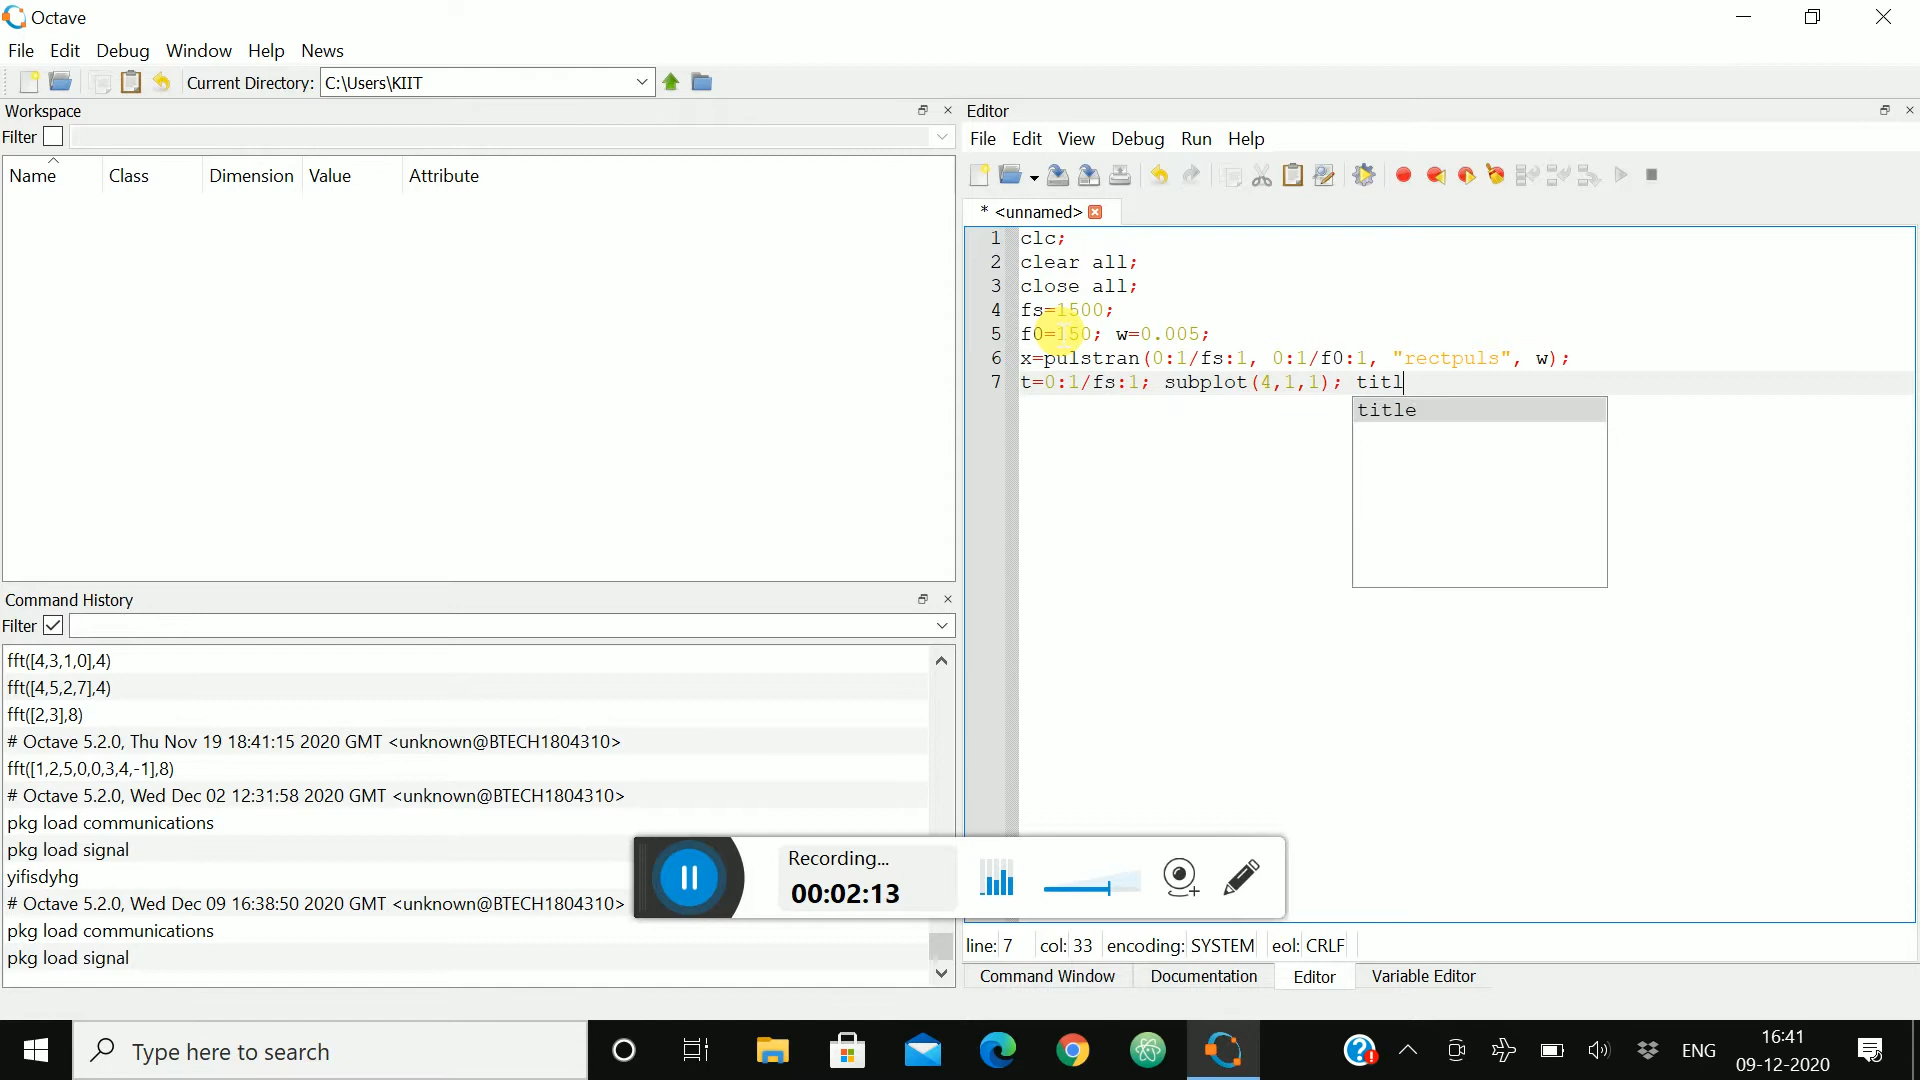 Octave
File Edit Debug Window Help News
Current Directory: C:\Users\KIIT
Workspace
Filter
Name Class Dimension Value Attribute
Command History
Filter
fft([4,3,1,0],4)
fft([4,5,2,7],4)
fft([2,3],8)
# Octave 5.2.0, Thu Nov 19 18:41:15 2020 GMT <unknown@BTECH1804310>
fft([1,2,5,0,0,3,4,-1],8)
# Octave 5.2.0, Wed Dec 02 12:31:58 2020 GMT <unknown@BTECH1804310>
pkg load communications
pkg load signal
yifisdyhg
# Octave 5.2.0, Wed Dec 09 16:38:50 2020 GMT <unknown@BTECH1804310>
pkg load communications
pkg load signal
Editor
File Edit View Debug Run Help
* <unnamed>
1 clc;
2 clear all;
3 close all;
4 fs=1500;
5 f0=150; w=0.005;
6 x=pulstran(0:1/fs:1, 0:1/f0:1, "rectpuls", w);
7 t=0:1/fs:1; subplot(4,1,1); titl
title
Recording...
00:02:13
line: 7 col: 33 encoding: SYSTEM eol: CRLF
Command Window Documentation Editor Variable Editor
Type here to search
ENG
16:41
09-12-2020